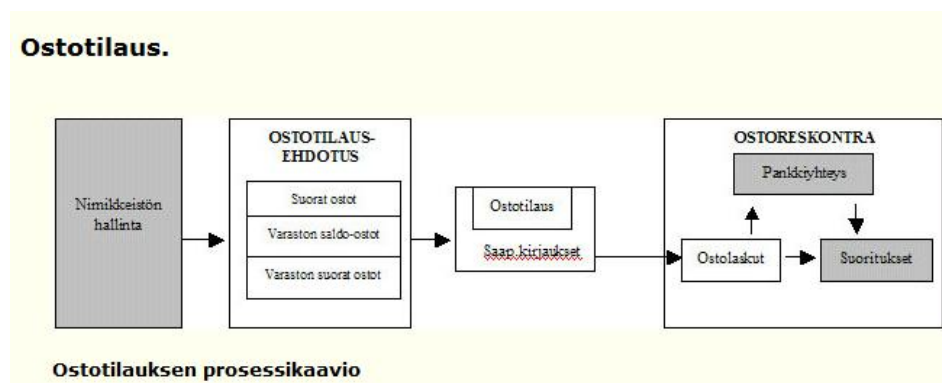 Ostotilaus.
Nimikkeistön
hallinta
OSTOTILAUS-
EHDOTUS
Suorat ostot
Varaston saldo-ostot
Varaston suorat ostot
Ostotilaus
Saap.kirjaukset
OSTORESKONTRA
Pankkiyhteys
Ostolaskut
Suoritukset
Ostotilauksen prosessikaavio